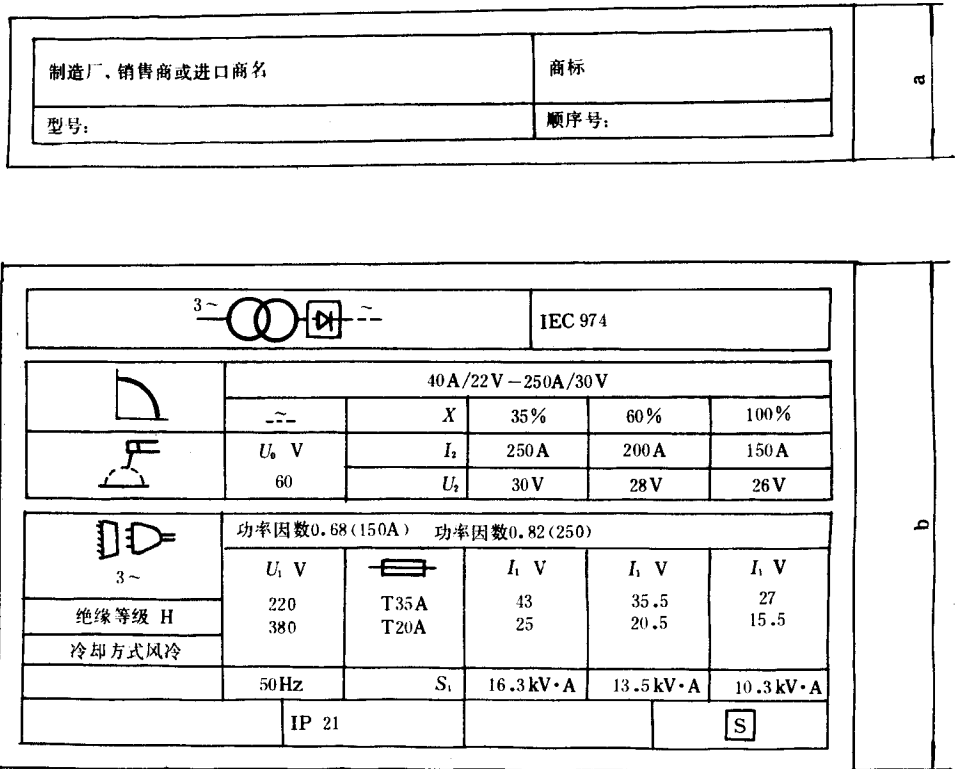 制造厂、销售商或进口商名 商标
型号: 顺序号:
a
3~ ~ IEC 974
40A/22V-250A/30V
X 35% 60% 100%
U₀ V I₂ 250A 200A 150A
60 U₂ 30V 28V 26V
b
功率因数0.68(150A) 功率因数0.82(250)
3~ U₁ V I₁ V I₁ V I₁ V
绝缘等级 H 220 T35A 43 35.5 27
380 T20A 25 20.5 15.5
冷却方式风冷
50Hz S₁ 16.3kV·A 13.5kV·A 10.3kV·A
IP 21 S